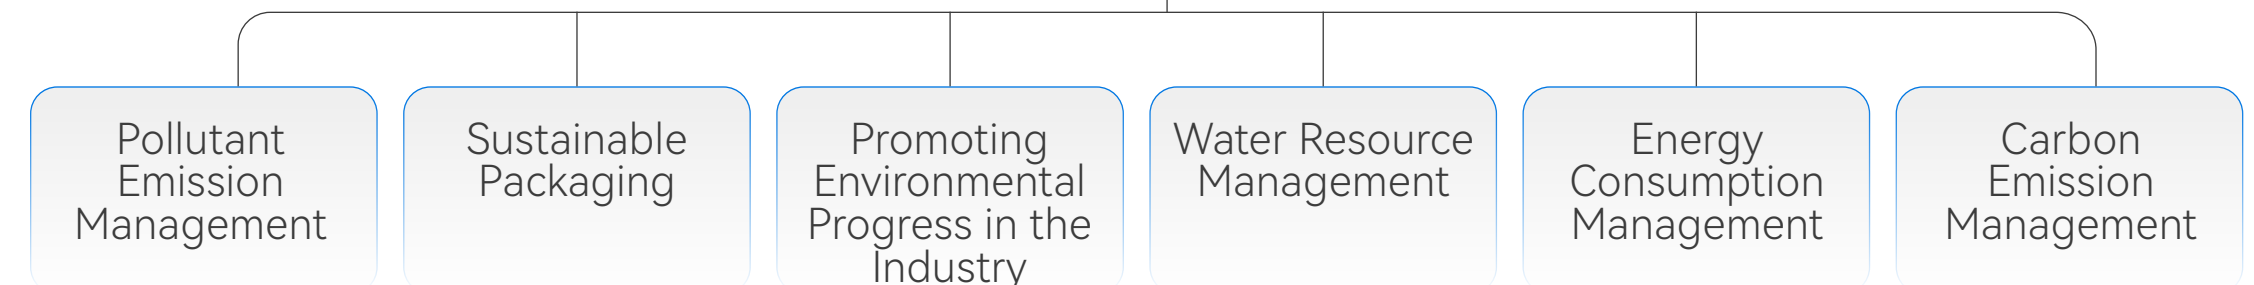 Pollutant
Emission
Management
Sustainable
Packaging
Promoting
Environmental
Progress in the
Industry
Water Resource
Management
Energy
Consumption
Management
Carbon
Emission
Management